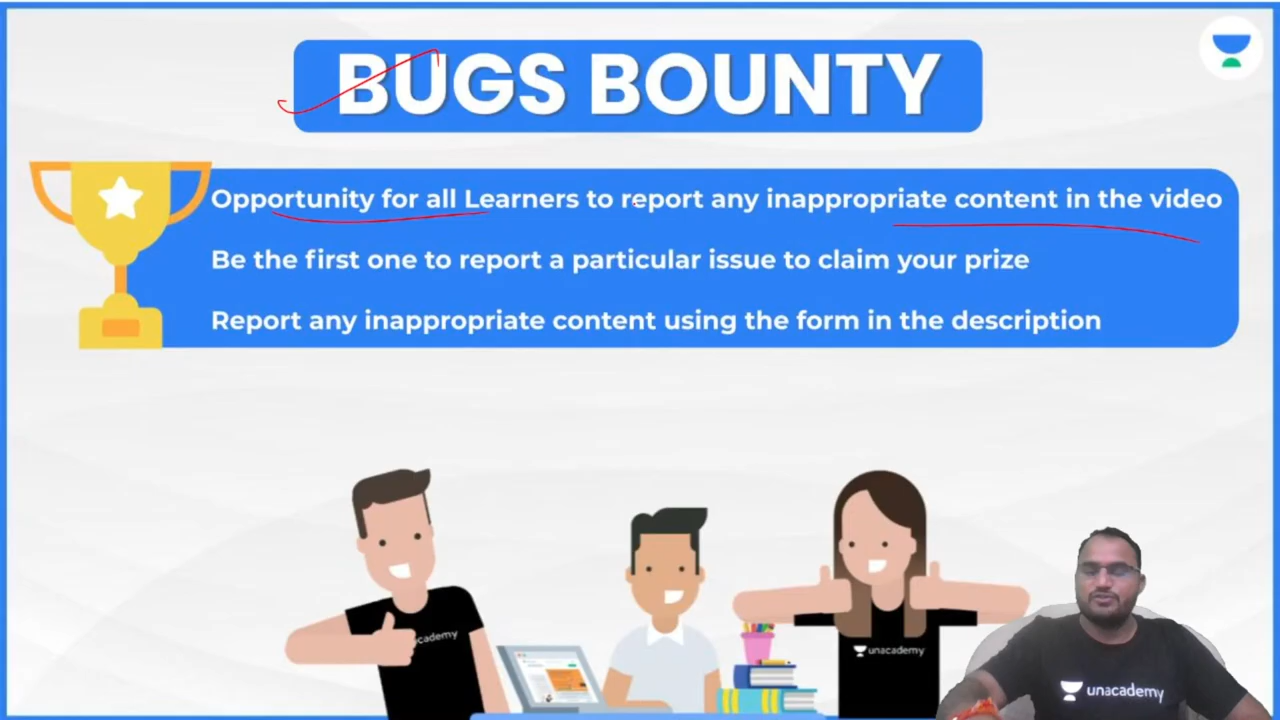 BUGS BOUNTY
Opportunity for all Learners to report any inappropriate content in the video
Be the first one to report a particular issue to claim your prize
Report any inappropriate content using the form in the description
academy
unacademy
unacademy